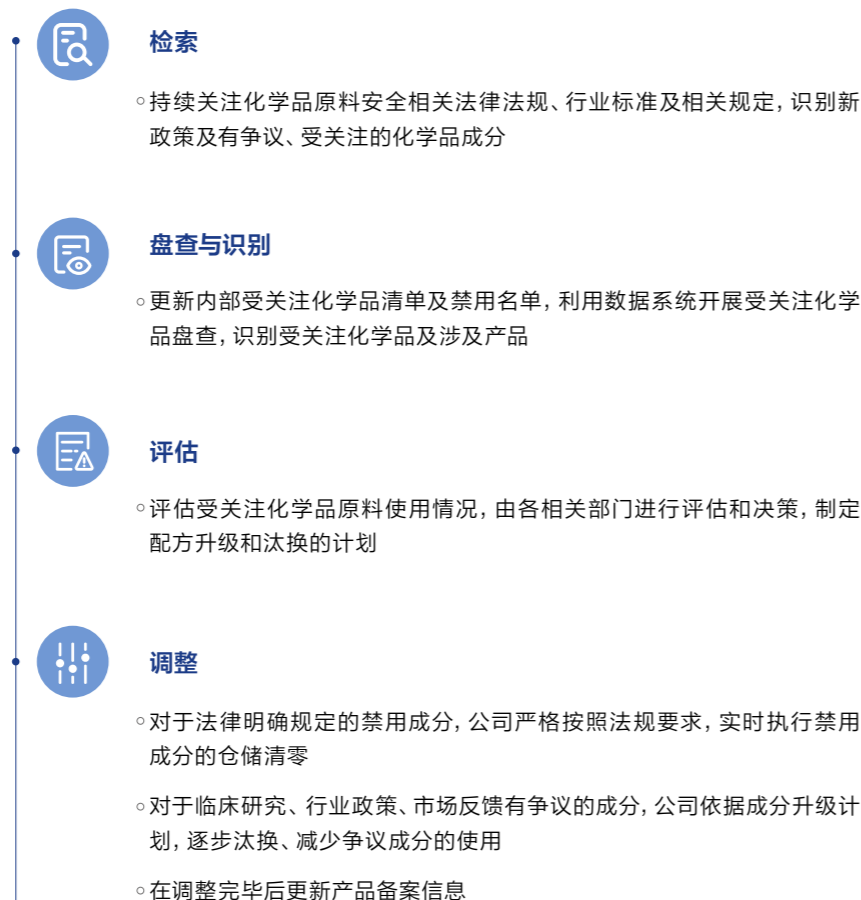 检索
◦持续关注化学品原料安全相关法律法规、行业标准及相关规定，识别新
政策及有争议、受关注的化学品成分
盘查与识别
◦更新内部受关注化学品清单及禁用名单，利用数据系统开展受关注化学
品盘查，识别受关注化学品及涉及产品
评估
◦评估受关注化学品原料使用情况，由各相关部门进行评估和决策，制定
配方升级和汰换的计划
调整
◦对于法律明确规定的禁用成分，公司严格按照法规要求，实时执行禁用
成分的仓储清零
◦对于临床研究、行业政策、市场反馈有争议的成分，公司依据成分升级计
划，逐步汰换、减少争议成分的使用
◦在调整完毕后更新产品备案信息